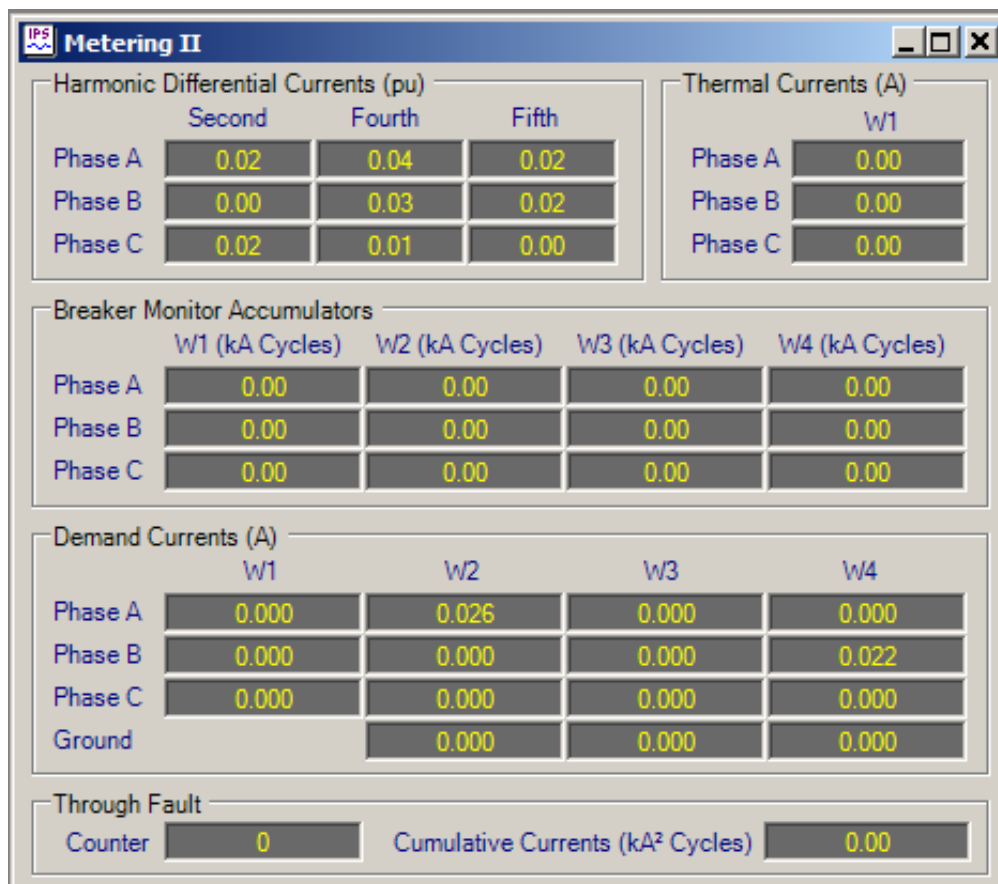 IPS Metering II
Harmonic Differential Currents (pu)
Second Fourth Fifth
Phase A 0.02 0.04 0.02
Phase B 0.00 0.03 0.02
Phase C 0.02 0.01 0.00
Thermal Currents (A)
W1
Phase A 0.00
Phase B 0.00
Phase C 0.00
Breaker Monitor Accumulators
W1 (kA Cycles) W2 (kA Cycles) W3 (kA Cycles) W4 (kA Cycles)
Phase A 0.00 0.00 0.00 0.00
Phase B 0.00 0.00 0.00 0.00
Phase C 0.00 0.00 0.00 0.00
Demand Currents (A)
W1 W2 W3 W4
Phase A 0.000 0.026 0.000 0.000
Phase B 0.000 0.000 0.000 0.022
Phase C 0.000 0.000 0.000 0.000
Ground 0.000 0.000 0.000
Through Fault
Counter 0 Cumulative Currents (kA² Cycles) 0.00